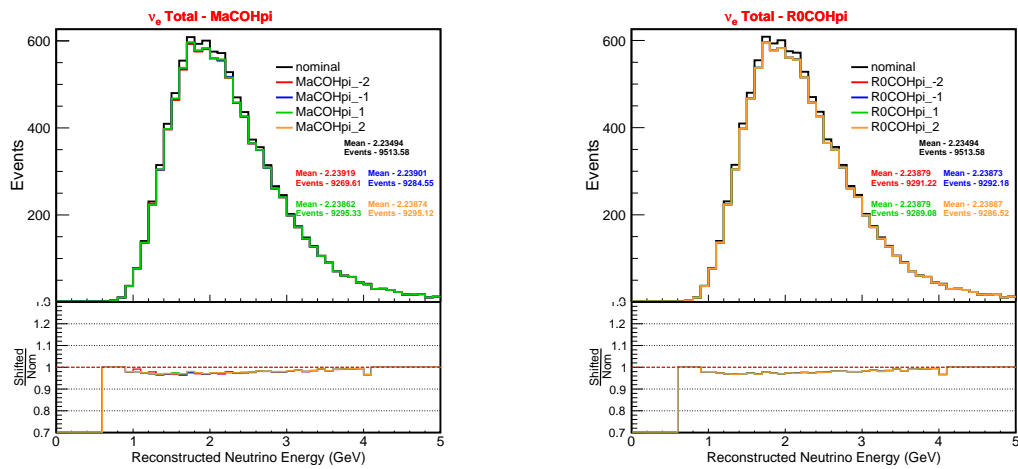 νe Total - MaCOHpi
600
400
200
Events
nominal
MaCOHpi_-2
MaCOHpi_-1
MaCOHpi_1
MaCOHpi_2
Mean - 2.23494
Events - 9513.58
Mean - 2.23919 Mean - 2.23901
Events - 9269.61 Events - 9284.55
Mean - 2.23862 Mean - 2.23874
Events - 9295.33 Events - 9295.12
1.2
1.1
1
0.9
0.8
0.7
Shifted
Nom
0 1 2 3 4 5
Reconstructed Neutrino Energy (GeV)
νe Total - R0COHpi
600
400
200
Events
nominal
R0COHpi_-2
R0COHpi_-1
R0COHpi_1
R0COHpi_2
Mean - 2.23494
Events - 9513.58
Mean - 2.23879 Mean - 2.23873
Events - 9291.22 Events - 9292.18
Mean - 2.23879 Mean - 2.23887
Events - 9289.08 Events - 9286.52
1.2
1.1
1
0.9
0.8
0.7
Shifted
Nom
0 1 2 3 4 5
Reconstructed Neutrino Energy (GeV)